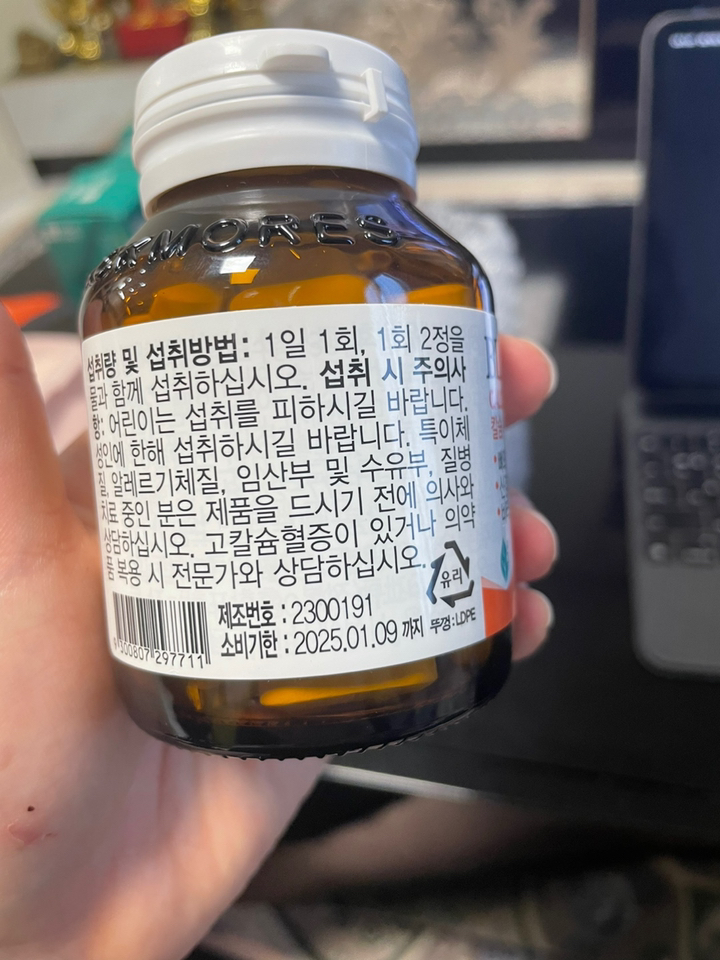 KMORES
섭취량 및 섭취방법: 1일 1회, 1회 2정을
물과 함께 섭취하십시오. 섭취 시 주의사
항: 어린이는 섭취를 피하시길 바랍니다.
성인에 한해 섭취하시길 바랍니다. 특이체
질, 알레르기체질, 임산부 및 수유부, 질병
치료 중인 분은 제품을 드시기 전에 의사와
상담하십시오. 고칼슘혈증이 있거나 의약
품 복용 시 전문가와 상담하십시오.
유리
뚜껑:LDPE
제조번호 : 2300191
소비기한 : 2025.01.09 까지
300807 297711